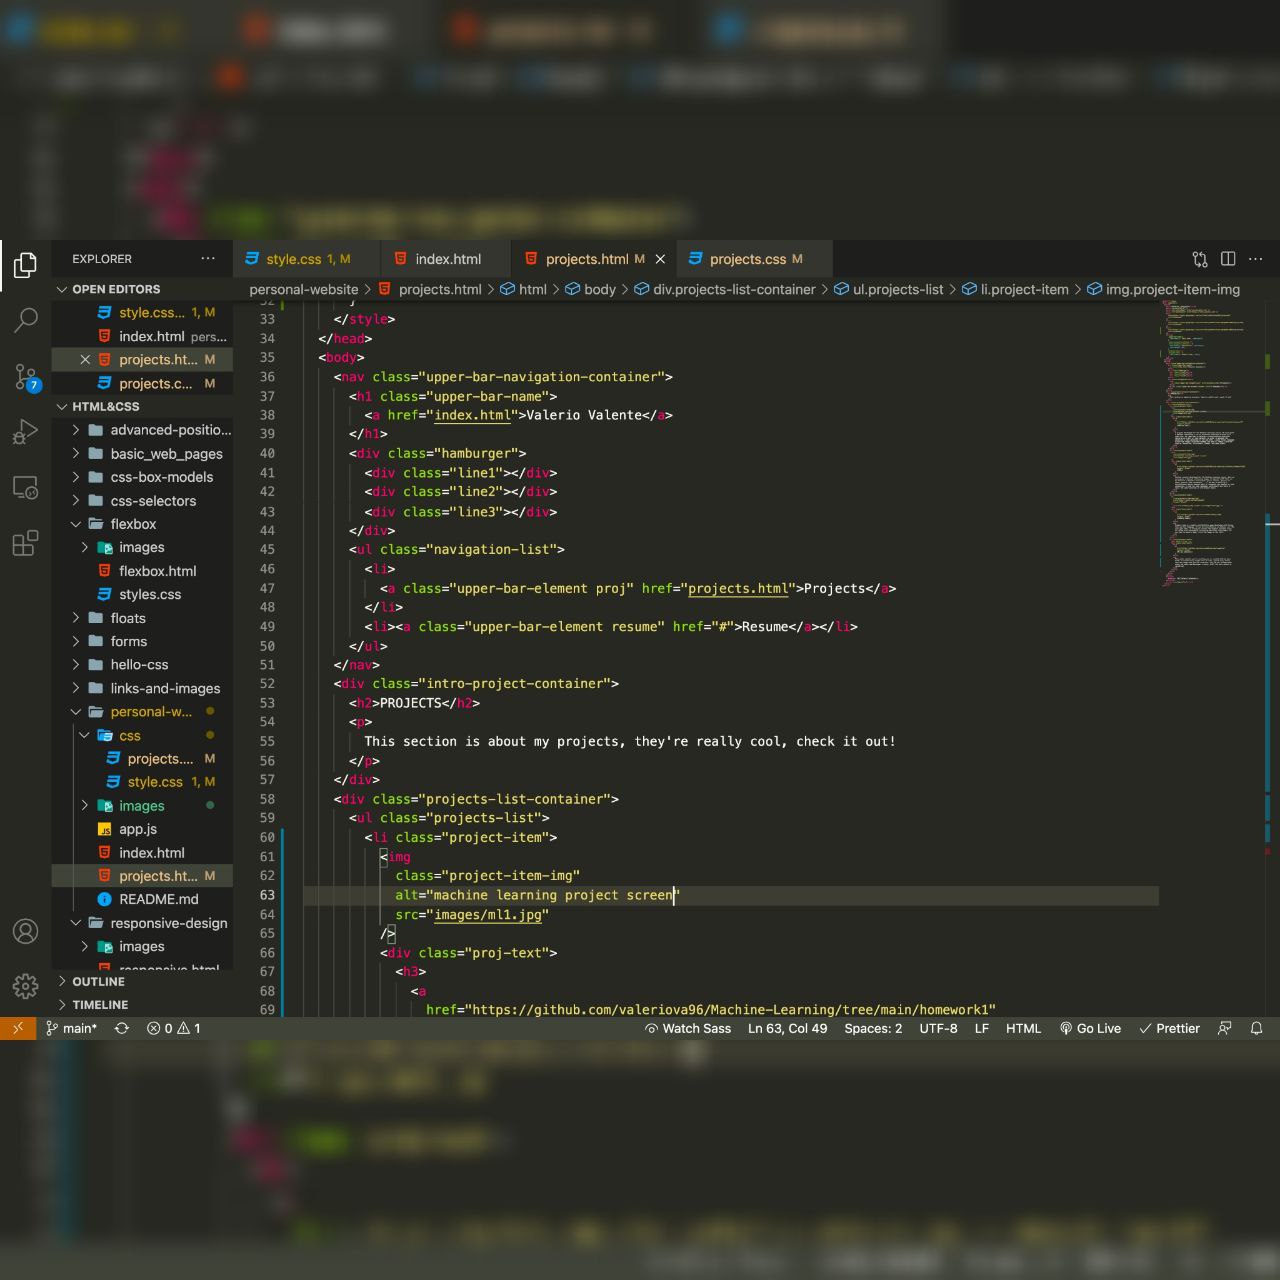 EXPLORER
OPEN EDITORS
style.css... 1, M
index.html pers...
projects.ht... M
projects.c... M
HTML&CSS
advanced-positio...
basic_web_pages
css-box-models
css-selectors
flexbox
images
flexbox.html
styles.css
floats
forms
hello-css
links-and-images
personal-w...
css
projects.... M
style.css 1, M
images
app.js
index.html
projects.ht... M
README.md
responsive-design
images
OUTLINE
TIMELINE
7
style.css 1, M index.html projects.html M projects.css M
personal-website > projects.html > html > body > div.projects-list-container > ul.projects-list > li.project-item > img.project-item-img
33 </style>
34 </head>
35 <body>
36 <nav class="upper-bar-navigation-container">
37 <h1 class="upper-bar-name">
38 <a href="index.html">Valerio Valente</a>
39 </h1>
40 <div class="hamburger">
41 <div class="line1"></div>
42 <div class="line2"></div>
43 <div class="line3"></div>
44 </div>
45 <ul class="navigation-list">
46 <li>
47 <a class="upper-bar-element proj" href="projects.html">Projects</a>
48 </li>
49 <li><a class="upper-bar-element resume" href="#">Resume</a></li>
50 </ul>
51 </nav>
52 <div class="intro-project-container">
53 <h2>PROJECTS</h2>
54 <p>
55 This section is about my projects, they're really cool, check it out!
56 </p>
57 </div>
58 <div class="projects-list-container">
59 <ul class="projects-list">
60 <li class="project-item">
61 <img
62 class="project-item-img"
63 alt="machine learning project screen"
64 src="images/ml1.jpg"
65 />
66 <div class="proj-text">
67 <h3>
68 <a
69 href="https://github.com/valeriova96/Machine-Learning/tree/main/homework1"
main* 0 1 Watch Sass Ln 63, Col 49 Spaces: 2 UTF-8 LF HTML Go Live Prettier